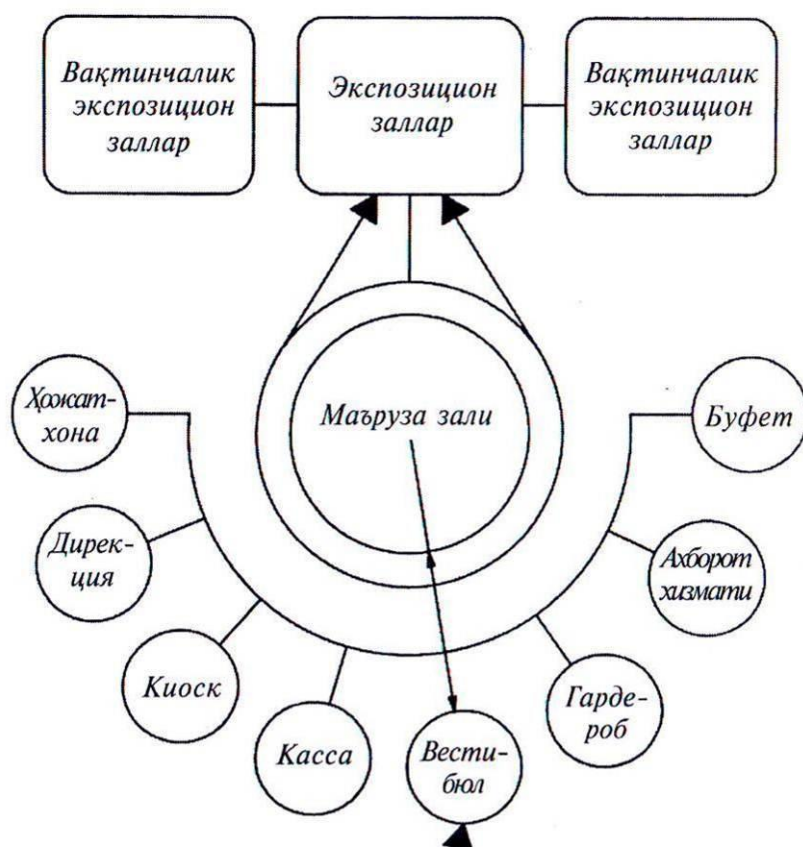 Вақтинчалик
экспозицион
заллар
Экспозицион
заллар
Вақтинчалик
экспозицион
заллар
Ҳожат-
хона
Маъруза зали
Буфет
Дирек-
ция
Ахборот
хизмати
Киоск
Гарде-
роб
Касса
Вести-
бюл